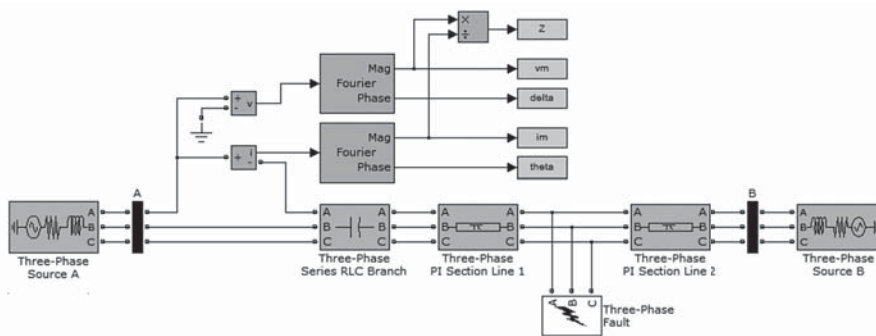 ×
÷
Z
Mag
Fourier
Phase
vm
delta
+
-
v
Mag
Fourier
Phase
im
theta
+
i
-
A
B
A
B
C
A
B
C
A
B
C
A
B
C
A
B
C
A
B
C
A
B
C
A
B
C
Three-Phase
Source A
Three-Phase
Series RLC Branch
Three-Phase
PI Section Line 1
Three-Phase
PI Section Line 2
Three-Phase
Source B
A
B
C
Three-Phase
Fault